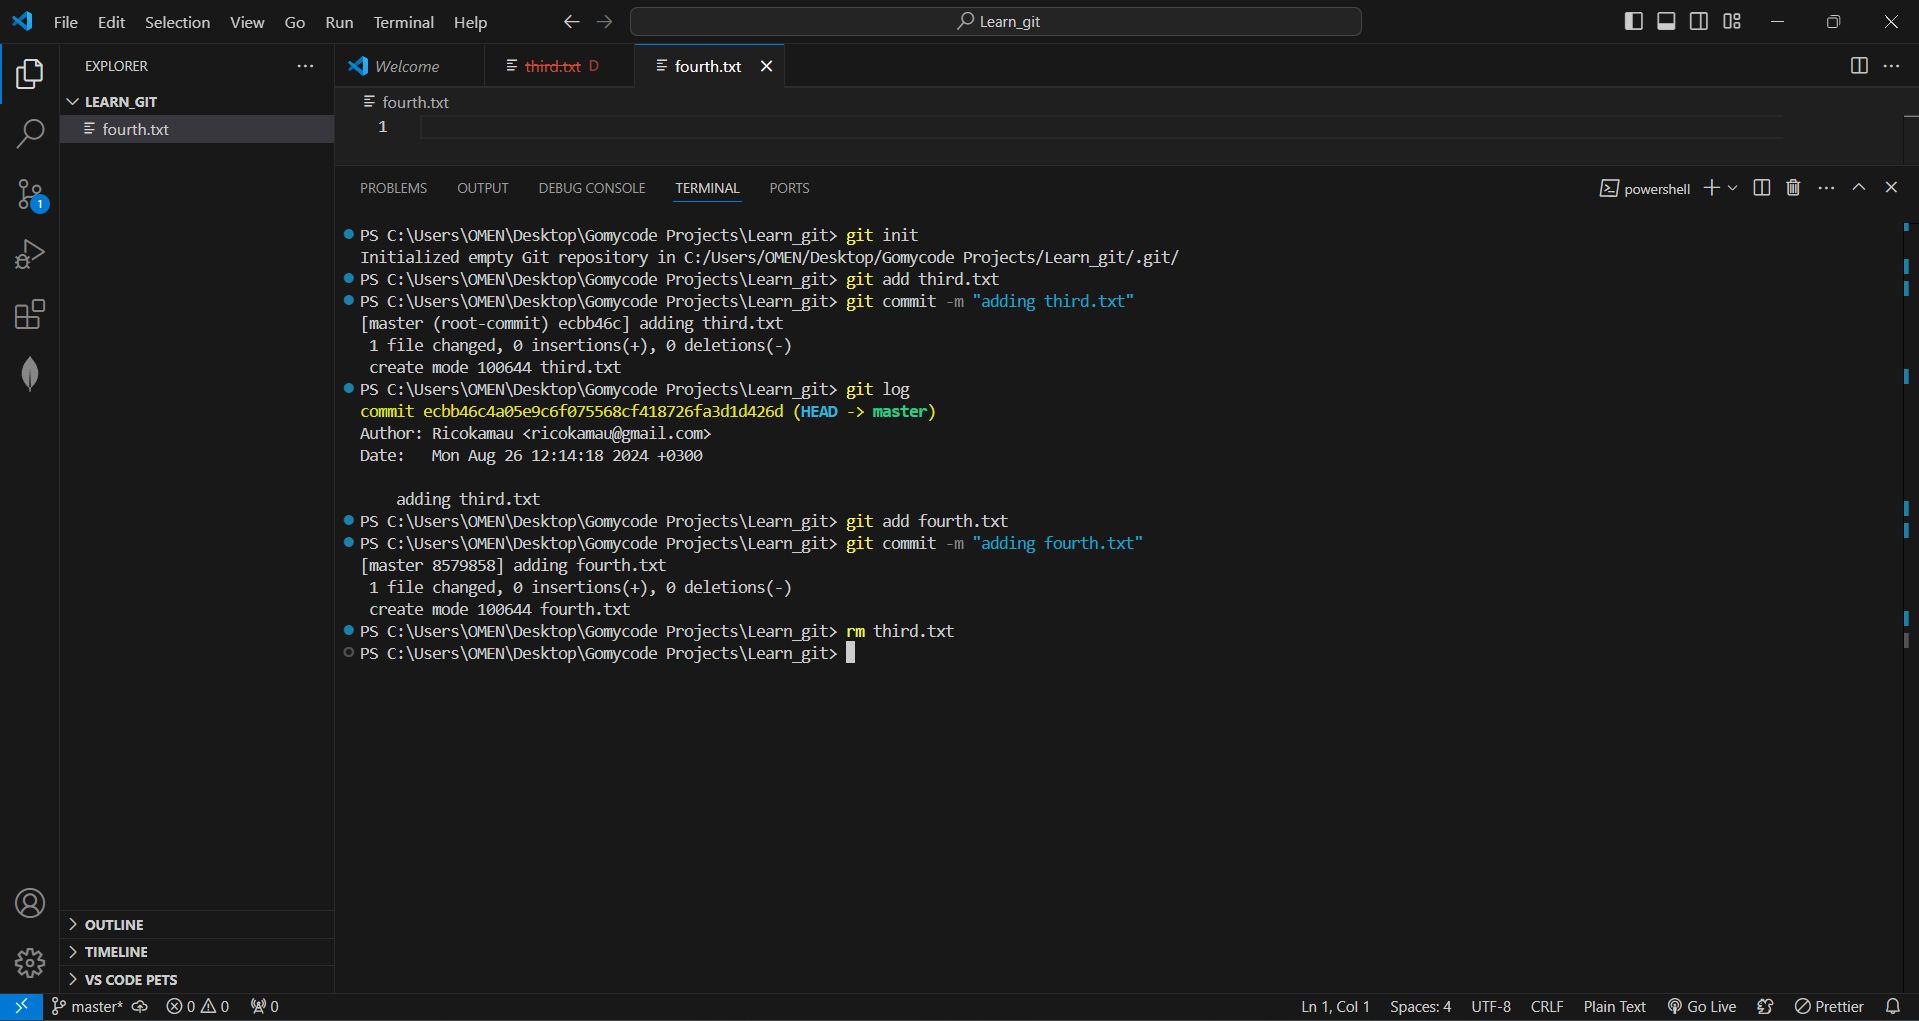 File Edit Selection View Go Run Terminal Help
Learn_git
EXPLORER
LEARN_GIT
fourth.txt
1
Welcome
third.txt D
fourth.txt
fourth.txt
1
PROBLEMS OUTPUT DEBUG CONSOLE TERMINAL PORTS
powershell
PS C:\Users\OMEN\Desktop\Gomycode Projects\Learn_git> git init
Initialized empty Git repository in C:/Users/OMEN/Desktop/Gomycode Projects/Learn_git/.git/
PS C:\Users\OMEN\Desktop\Gomycode Projects\Learn_git> git add third.txt
PS C:\Users\OMEN\Desktop\Gomycode Projects\Learn_git> git commit -m "adding third.txt"
[master (root-commit) ecbb46c] adding third.txt
1 file changed, 0 insertions(+), 0 deletions(-)
create mode 100644 third.txt
PS C:\Users\OMEN\Desktop\Gomycode Projects\Learn_git> git log
commit ecbb46c4a05e9c6f075568cf418726fa3d1d426d (HEAD -> master)
Author: Ricokamau <ricokamau@gmail.com>
Date:   Mon Aug 26 12:14:18 2024 +0300
adding third.txt
PS C:\Users\OMEN\Desktop\Gomycode Projects\Learn_git> git add fourth.txt
PS C:\Users\OMEN\Desktop\Gomycode Projects\Learn_git> git commit -m "adding fourth.txt"
[master 8579858] adding fourth.txt
1 file changed, 0 insertions(+), 0 deletions(-)
create mode 100644 fourth.txt
PS C:\Users\OMEN\Desktop\Gomycode Projects\Learn_git> rm third.txt
PS C:\Users\OMEN\Desktop\Gomycode Projects\Learn_git>
OUTLINE
TIMELINE
VS CODE PETS
master* 0 0 0
Ln 1, Col 1 Spaces: 4 UTF-8 CRLF Plain Text Go Live Prettier